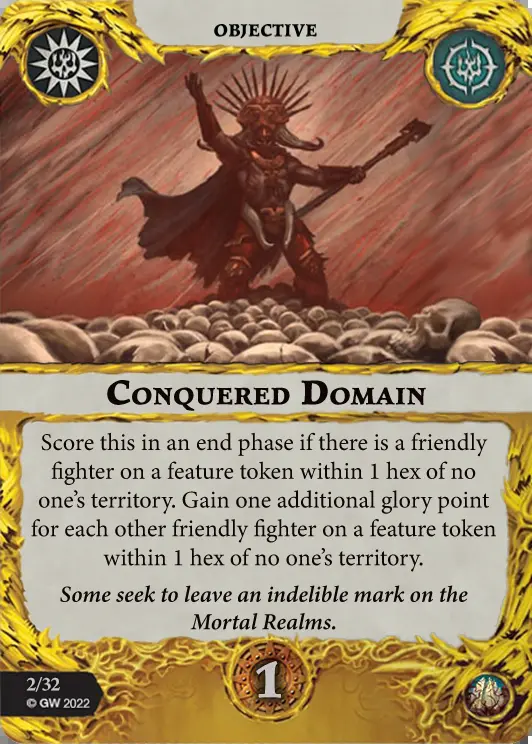 OBJECTIVE
CONQUERED DOMAIN
Score this in an end phase if there is a friendly
fighter on a feature token within 1 hex of no
one's territory. Gain one additional glory point
for each other friendly fighter on a feature token
within 1 hex of no one's territory.
Some seek to leave an indelible mark on the
Mortal Realms.
1
2/32
© GW 2022